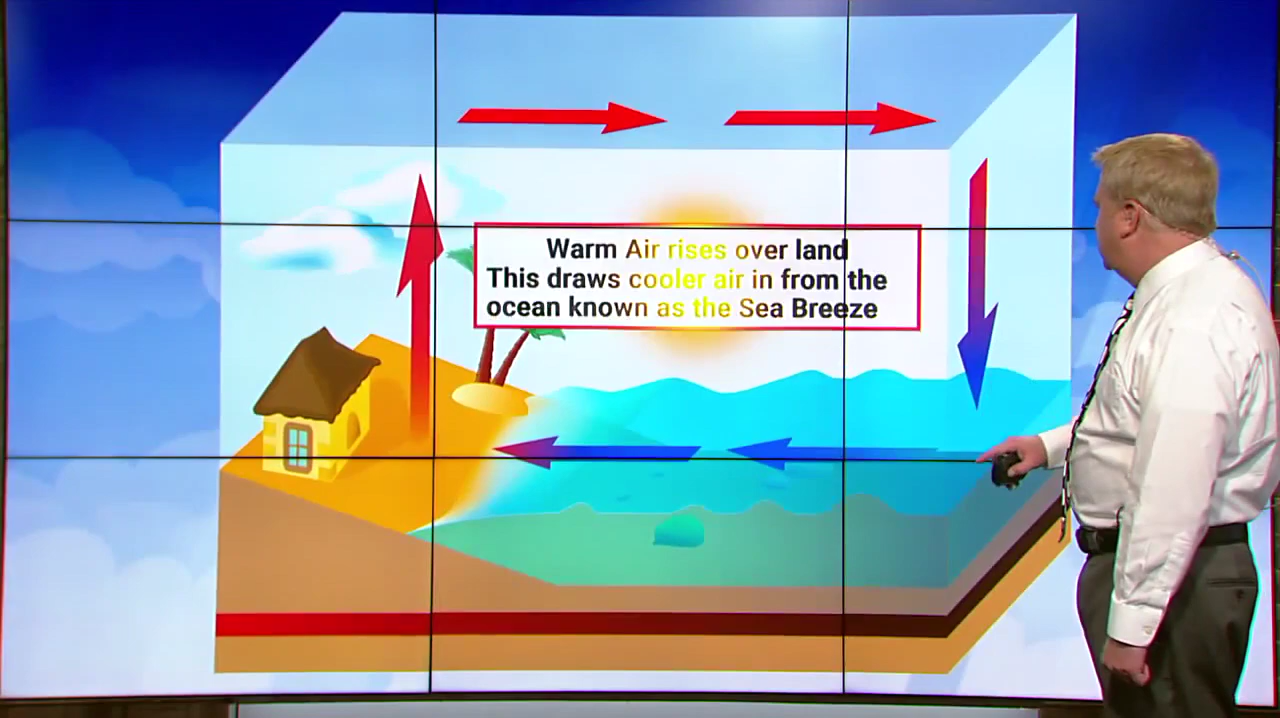 Warm Air rises over land
This draws cooler air in from the
ocean known as the Sea Breeze